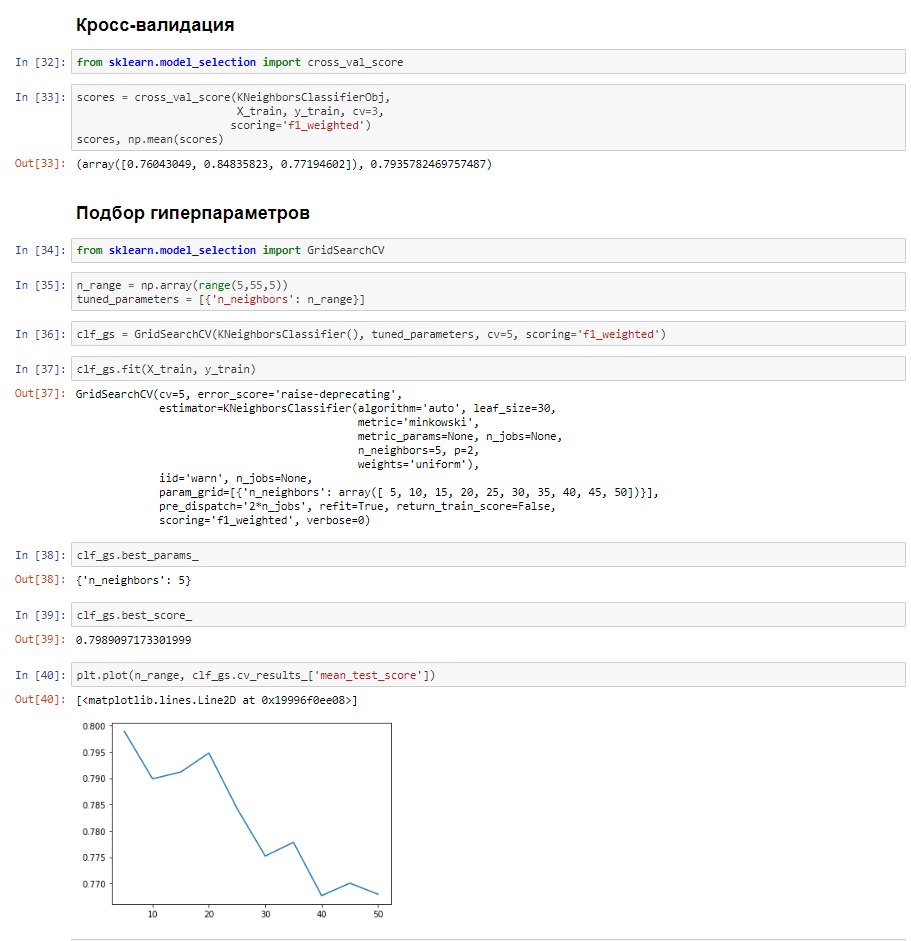 Кросс-валидация
In [32]: from sklearn.model_selection import cross_val_score
In [33]: scores = cross_val_score(KNeighborsClassifierObj,
X_train, y_train, cv=3,
scoring='f1_weighted')
scores, np.mean(scores)
Out[33]: (array([0.76043049, 0.84835823, 0.77194602]), 0.7935782469757487)
Подбор гиперпараметров
In [34]: from sklearn.model_selection import GridSearchCV
In [35]: n_range = np.array(range(5,55,5))
tuned_parameters = [{'n_neighbors': n_range}]
In [36]: clf_gs = GridSearchCV(KNeighborsClassifier(), tuned_parameters, cv=5, scoring='f1_weighted')
In [37]: clf_gs.fit(X_train, y_train)
Out[37]: GridSearchCV(cv=5, error_score='raise-deprecating',
estimator=KNeighborsClassifier(algorithm='auto', leaf_size=30,
metric='minkowski',
metric_params=None, n_jobs=None,
n_neighbors=5, p=2,
weights='uniform'),
iid='warn', n_jobs=None,
param_grid=[{'n_neighbors': array([ 5, 10, 15, 20, 25, 30, 35, 40, 45, 50])}],
pre_dispatch='2*n_jobs', refit=True, return_train_score=False,
scoring='f1_weighted', verbose=0)
In [38]: clf_gs.best_params_
Out[38]: {'n_neighbors': 5}
In [39]: clf_gs.best_score_
Out[39]: 0.7989097173301999
In [40]: plt.plot(n_range, clf_gs.cv_results_['mean_test_score'])
Out[40]: [<matplotlib.lines.Line2D at 0x19996f0ee08>]
0.800
0.795
0.790
0.785
0.780
0.775
0.770
10 20 30 40 50